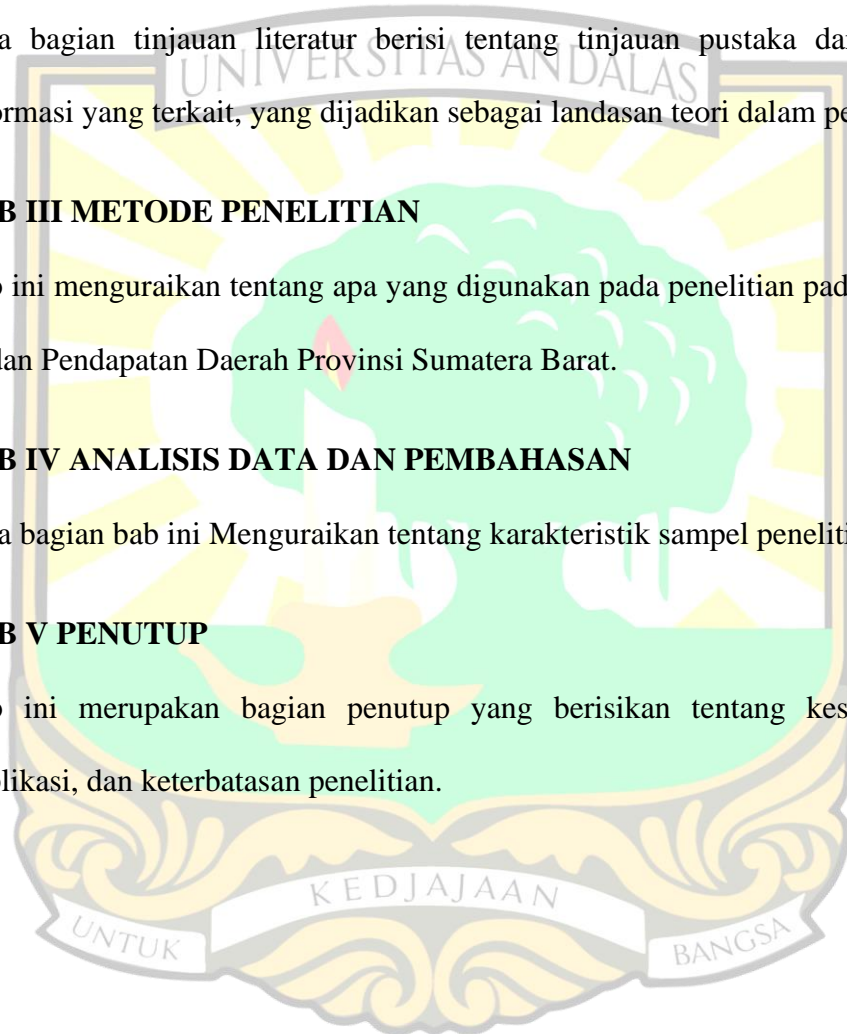 a bagian tinjauan literatur berisi tentang tinjauan pustaka dar
UNIVERSITAS ANDALAS
ormasi yang terkait, yang dijadikan sebagai landasan teori dalam pe
B III METODE PENELITIAN
o ini menguraikan tentang apa yang digunakan pada penelitian pad
dan Pendapatan Daerah Provinsi Sumatera Barat.
B IV ANALISIS DATA DAN PEMBAHASAN
a bagian bab ini Menguraikan tentang karakteristik sampel peneliti
B V PENUTUP
o ini merupakan bagian penutup yang berisikan tentang kes
plikasi, dan keterbatasan penelitian.
UNTUK KEDJAJAAN BANGSA